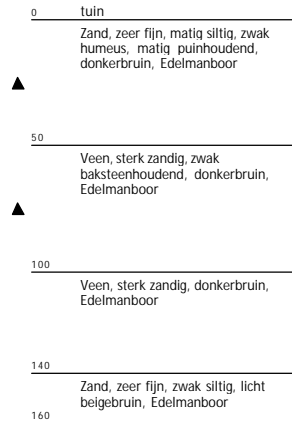 0 tuin
Zand, zeer fijn, matig siltig, zwak
humeus, matig puinhoudend,
donkerbruin, Edelmanboor
50
Veen, sterk zandig, zwak
baksteenhoudend, donkerbruin,
Edelmanboor
100
Veen, sterk zandig, donkerbruin,
Edelmanboor
140
Zand, zeer fijn, zwak siltig, licht
beigebruin, Edelmanboor
160